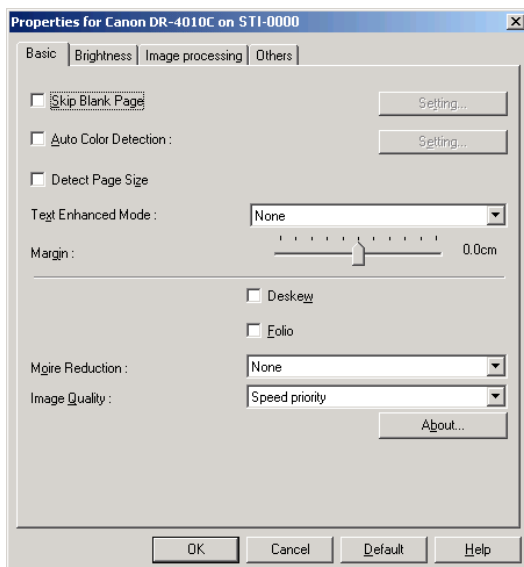 Properties for Canon DR-4010C on STI-0000
Basic Brightness Image processing Others
Skip Blank Page Setting...
Auto Color Detection : Setting...
Detect Page Size
Text Enhanced Mode : None
Margin : 0.0cm
Deskew
Folio
Moire Reduction : None
Image Quality : Speed priority
About...
OK Cancel Default Help